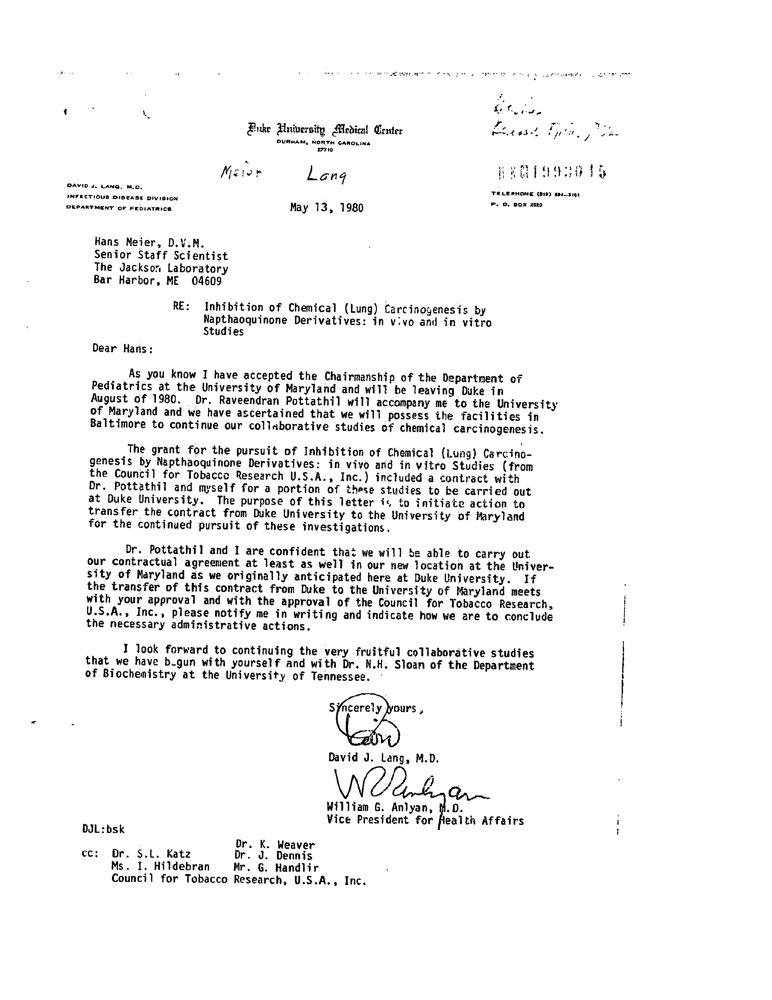 Duke University Medical Center
DURHAM, NORTH CAROLINA
27710
Meier Lang
DAVID J. LANG, M.D.
INFECTIOUS DISEASE DIVISION
DEPARTMENT OF PEDIATRICS
TELEPHONE (919) 684-
P. O. BOX
May 13, 1980
Hans Meier, D.V.M.
Senior Staff Scientist
The Jackson Laboratory
Bar Harbor, ME 04609
RE: Inhibition of Chemical (Lung) Carcinogenesis by
Napthaoquinone Derivatives: in vivo and in vitro
Studies
Dear Hans:
As you know I have accepted the Chairmanship of the Department of
Pediatrics at the University of Maryland and will be leaving Duke in
August of 1980. Dr. Raveendran Pottathil will accompany me to the University
of Maryland and we have ascertained that we will possess the facilities in
Baltimore to continue our collaborative studies of chemical carcinogenesis.
The grant for the pursuit of Inhibition of Chemical (Lung) Carcino-
genesis by Napthaoquinone Derivatives: in vivo and in vitro Studies (from
the Council for Tobacco Research U.S.A., Inc.) included a contract with
Dr. Pottathil and myself for a portion of these studies to be carried out
at Duke University. The purpose of this letter is to initiate action to
transfer the contract from Duke University to the University of Maryland
for the continued pursuit of these investigations.
Dr. Pottathil and I are confident that we will be able to carry out
our contractual agreement at least as well in our new location at the Univer-
sity of Maryland as we originally anticipated here at Duke University. If
the transfer of this contract from Duke to the University of Maryland meets
with your approval and with the approval of the Council for Tobacco Research,
U.S.A., Inc., please notify me in writing and indicate how we are to conclude
the necessary administrative actions.
I look forward to continuing the very fruitful collaborative studies
that we have begun with yourself and with Dr. N.H. Sloan of the Department
of Biochemistry at the University of Tennessee.
Sincerely yours,
David J. Lang, M.D.
William G. Anlyan, M.D.
Vice President for Health Affairs
DJL:bsk
cc: Dr. S.L. Katz Dr. K. Weaver
Ms. I. Hildebran Dr. J. Dennis
Mr. G. Handlir
Council for Tobacco Research, U.S.A., Inc.